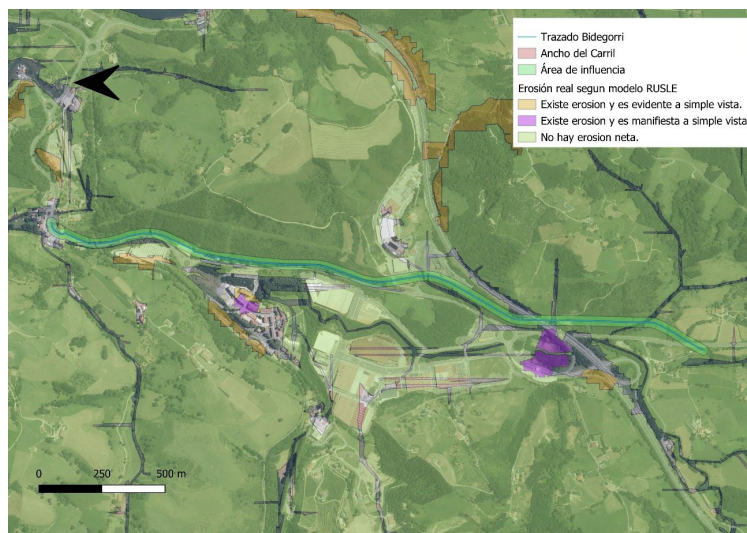 Trazado Bidegorri
Ancho del Carril
Área de influencia
Erosión real segun modelo RUSLE
Existe erosion y es evidente a simple vista.
Existe erosion y es manifiesta a simple vista
No hay erosion neta.
0 250 500 m